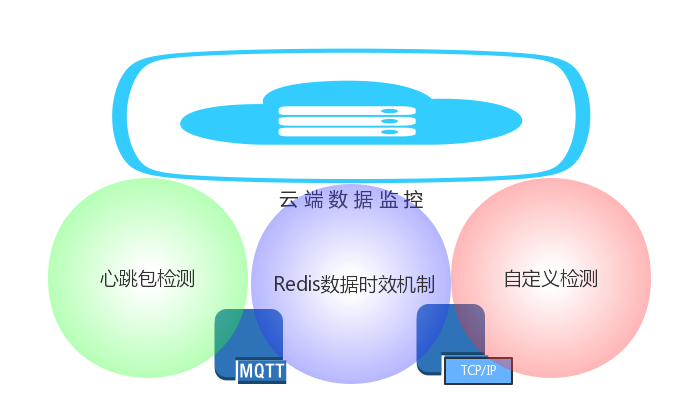 云端数据监控
心跳包检测
Redis数据时效机制
自定义检测
MQTT
TCP/IP